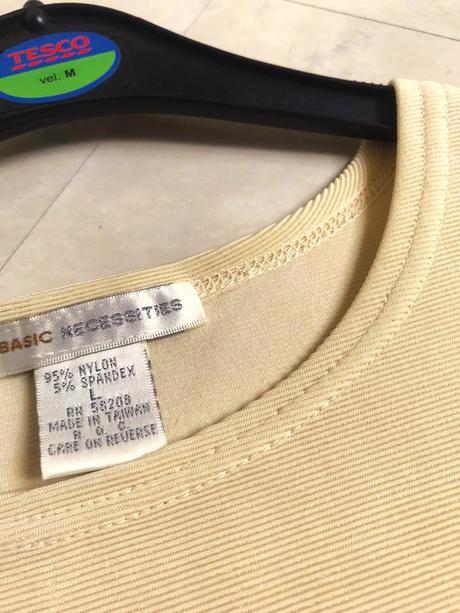 TESCO
vel. M
BASIC NECESSITIES
95% NYLON
5% SPANDEX
L
RN 58208
MADE IN TAIWAN
R. O. C.
CARE ON REVERSE